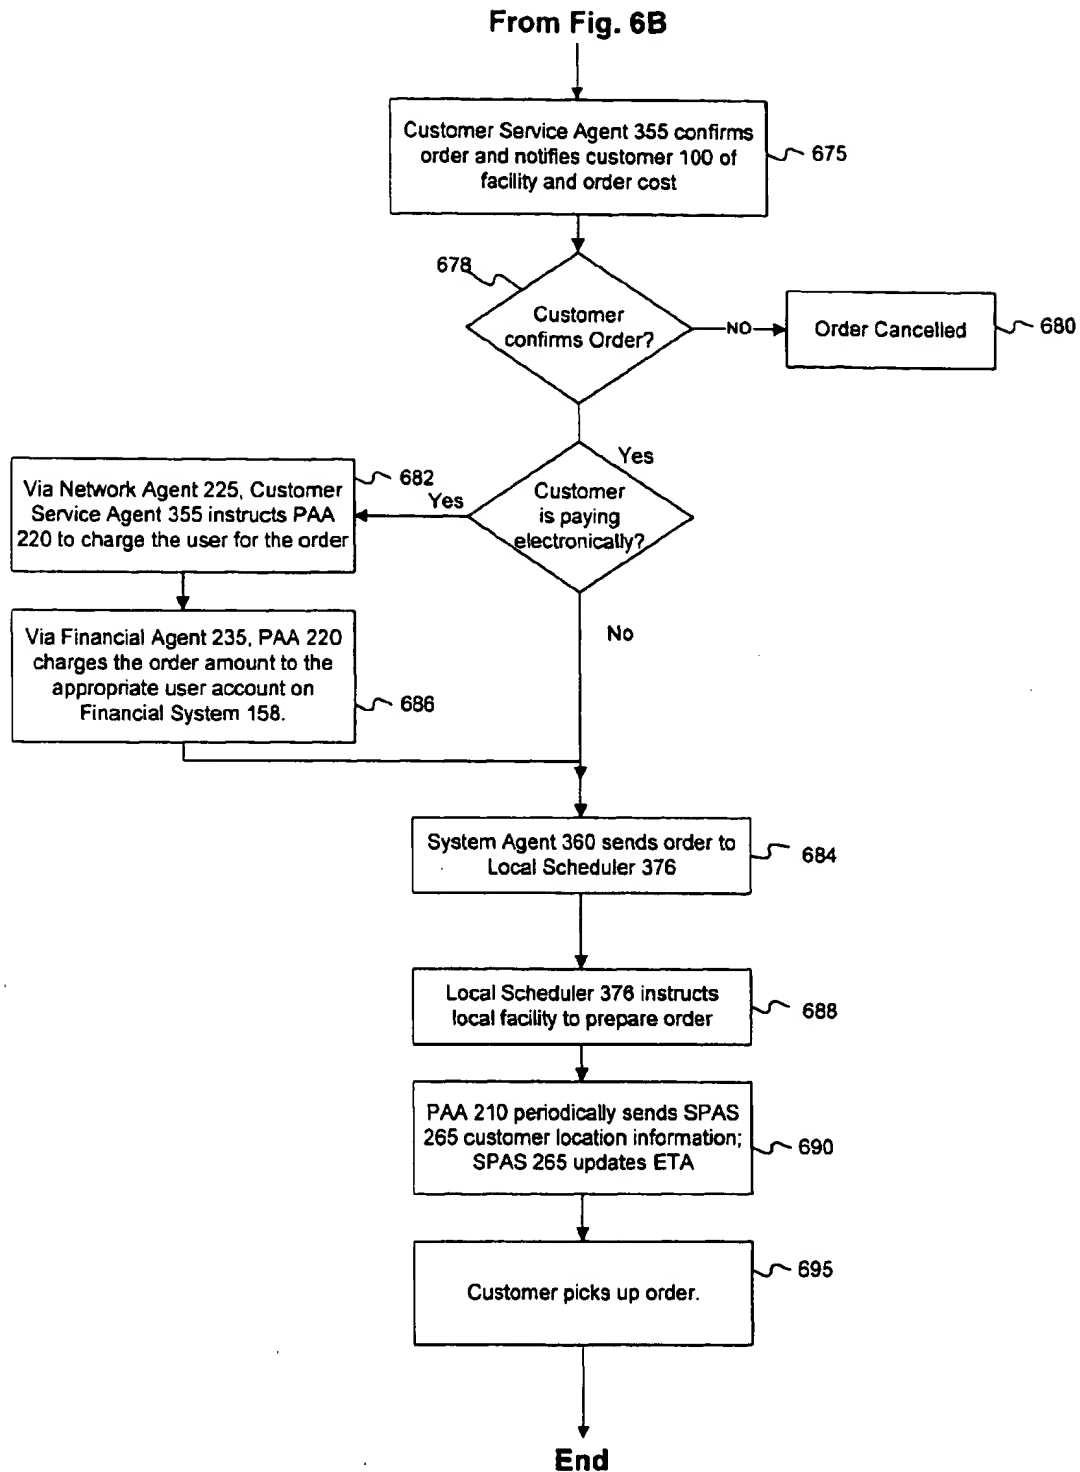 From Fig. 6B
Customer Service Agent 355 confirms
order and notifies customer 100 of
facility and order cost
675
678
Customer
confirms Order?
NO
Order Cancelled
680
Yes
682
Via Network Agent 225, Customer
Service Agent 355 instructs PAA
220 to charge the user for the order
Yes
Customer
is paying
electronically?
No
Via Financial Agent 235, PAA 220
charges the order amount to the
appropriate user account on
Financial System 158.
686
System Agent 360 sends order to
Local Scheduler 376
684
Local Scheduler 376 instructs
local facility to prepare order
688
PAA 210 periodically sends SPAS
265 customer location information;
SPAS 265 updates ETA
690
Customer picks up order.
695
End